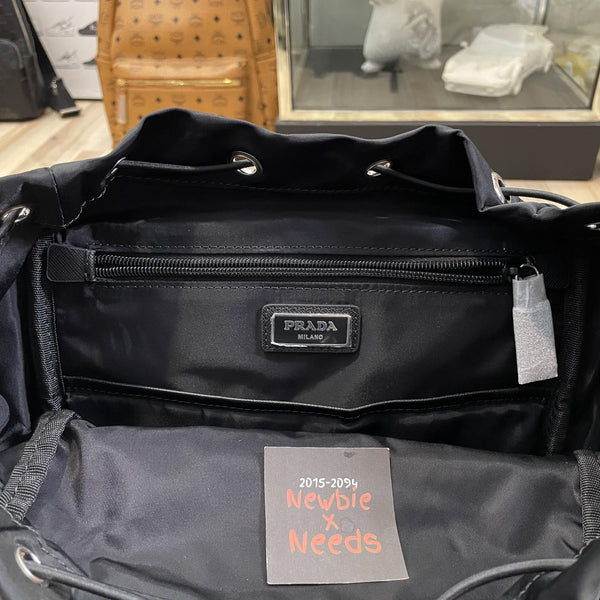 PRADA
MILANO
2015-2094
Newbie
x
Needs